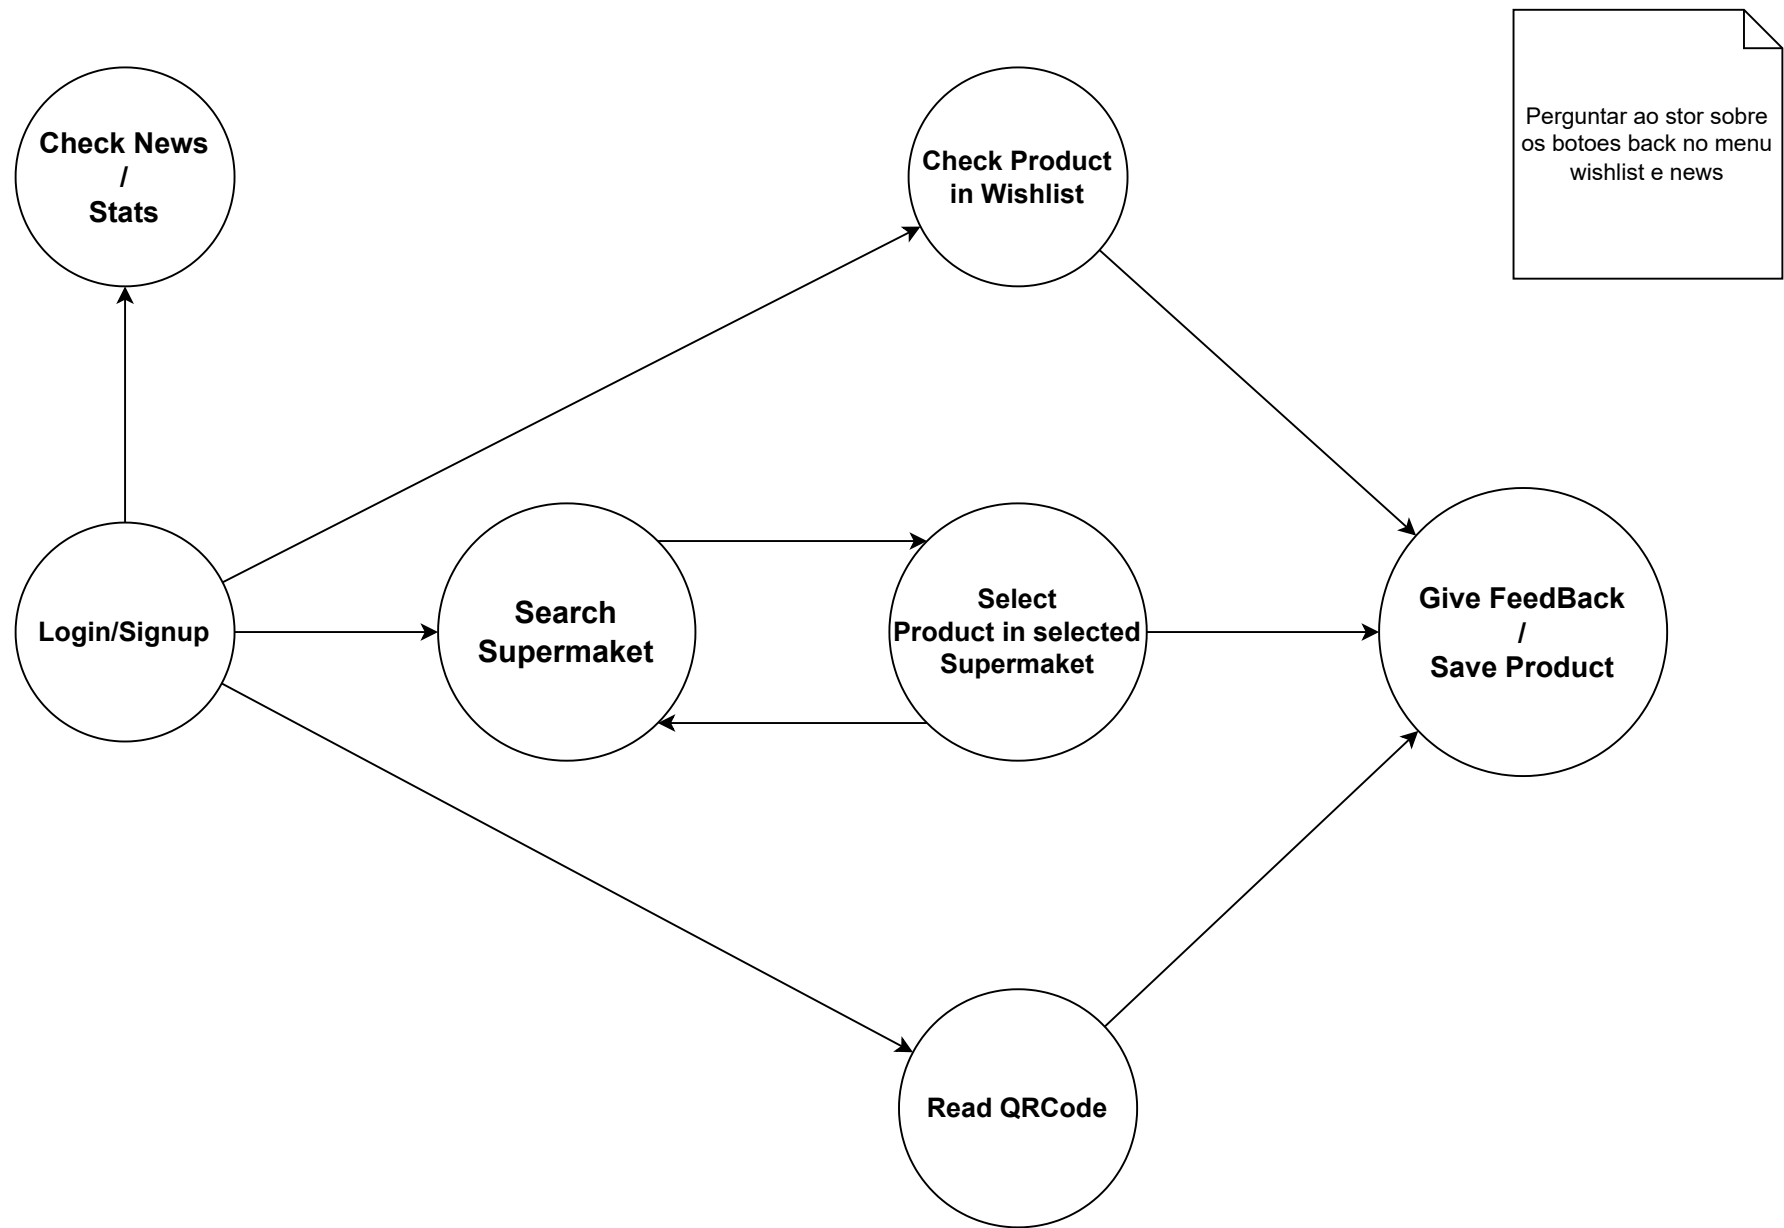 Check News
/
Stats
Check Product
in Wishlist
Perguntar ao stor sobre
os botoes back no menu
wishlist e news
Login/Signup
Search
Supermaket
Select
Product in selected
Supermaket
Give FeedBack
/
Save Product
Read QRCode